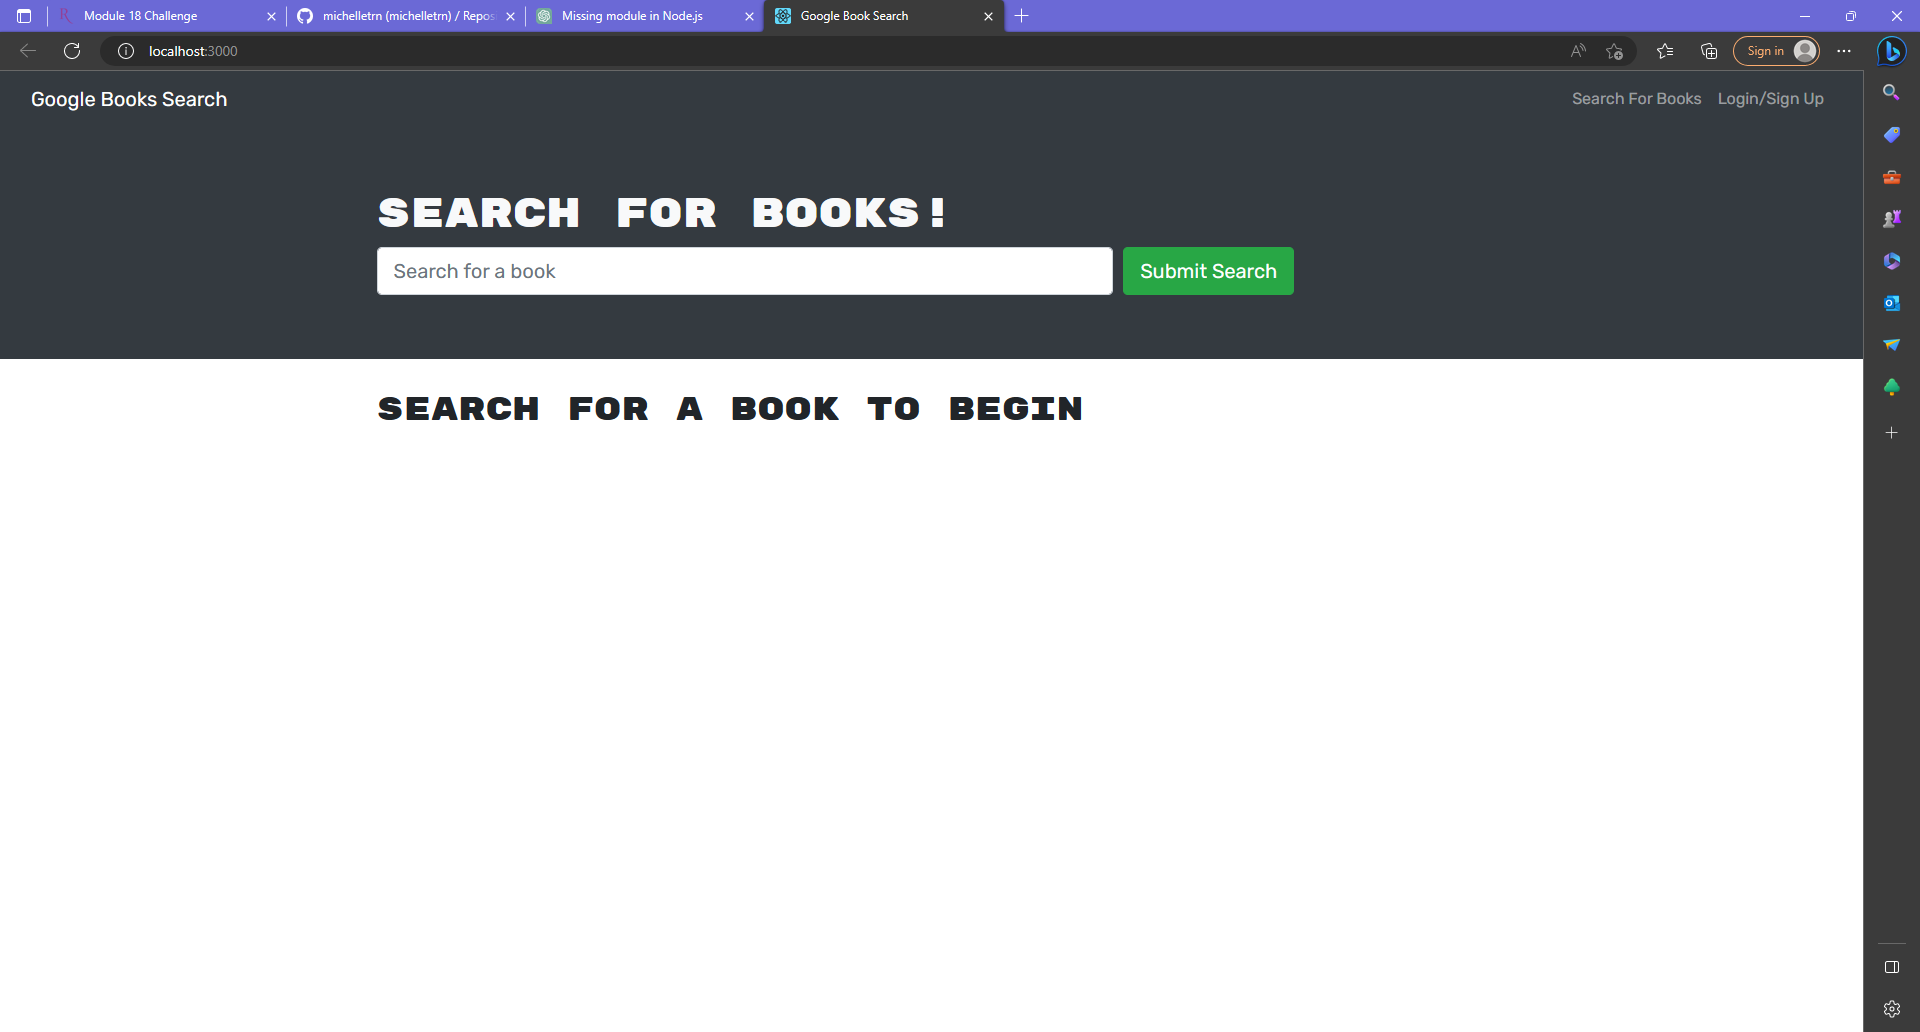 Module 18 Challenge
michelletrn (michelletrn) / Repos
Missing module in Node.js
Google Book Search
localhost:3000
Sign in
Google Books Search
Search For Books
Login/Sign Up
SEARCH FOR BOOKS!
Search for a book
Submit Search
SEARCH FOR A BOOK TO BEGIN